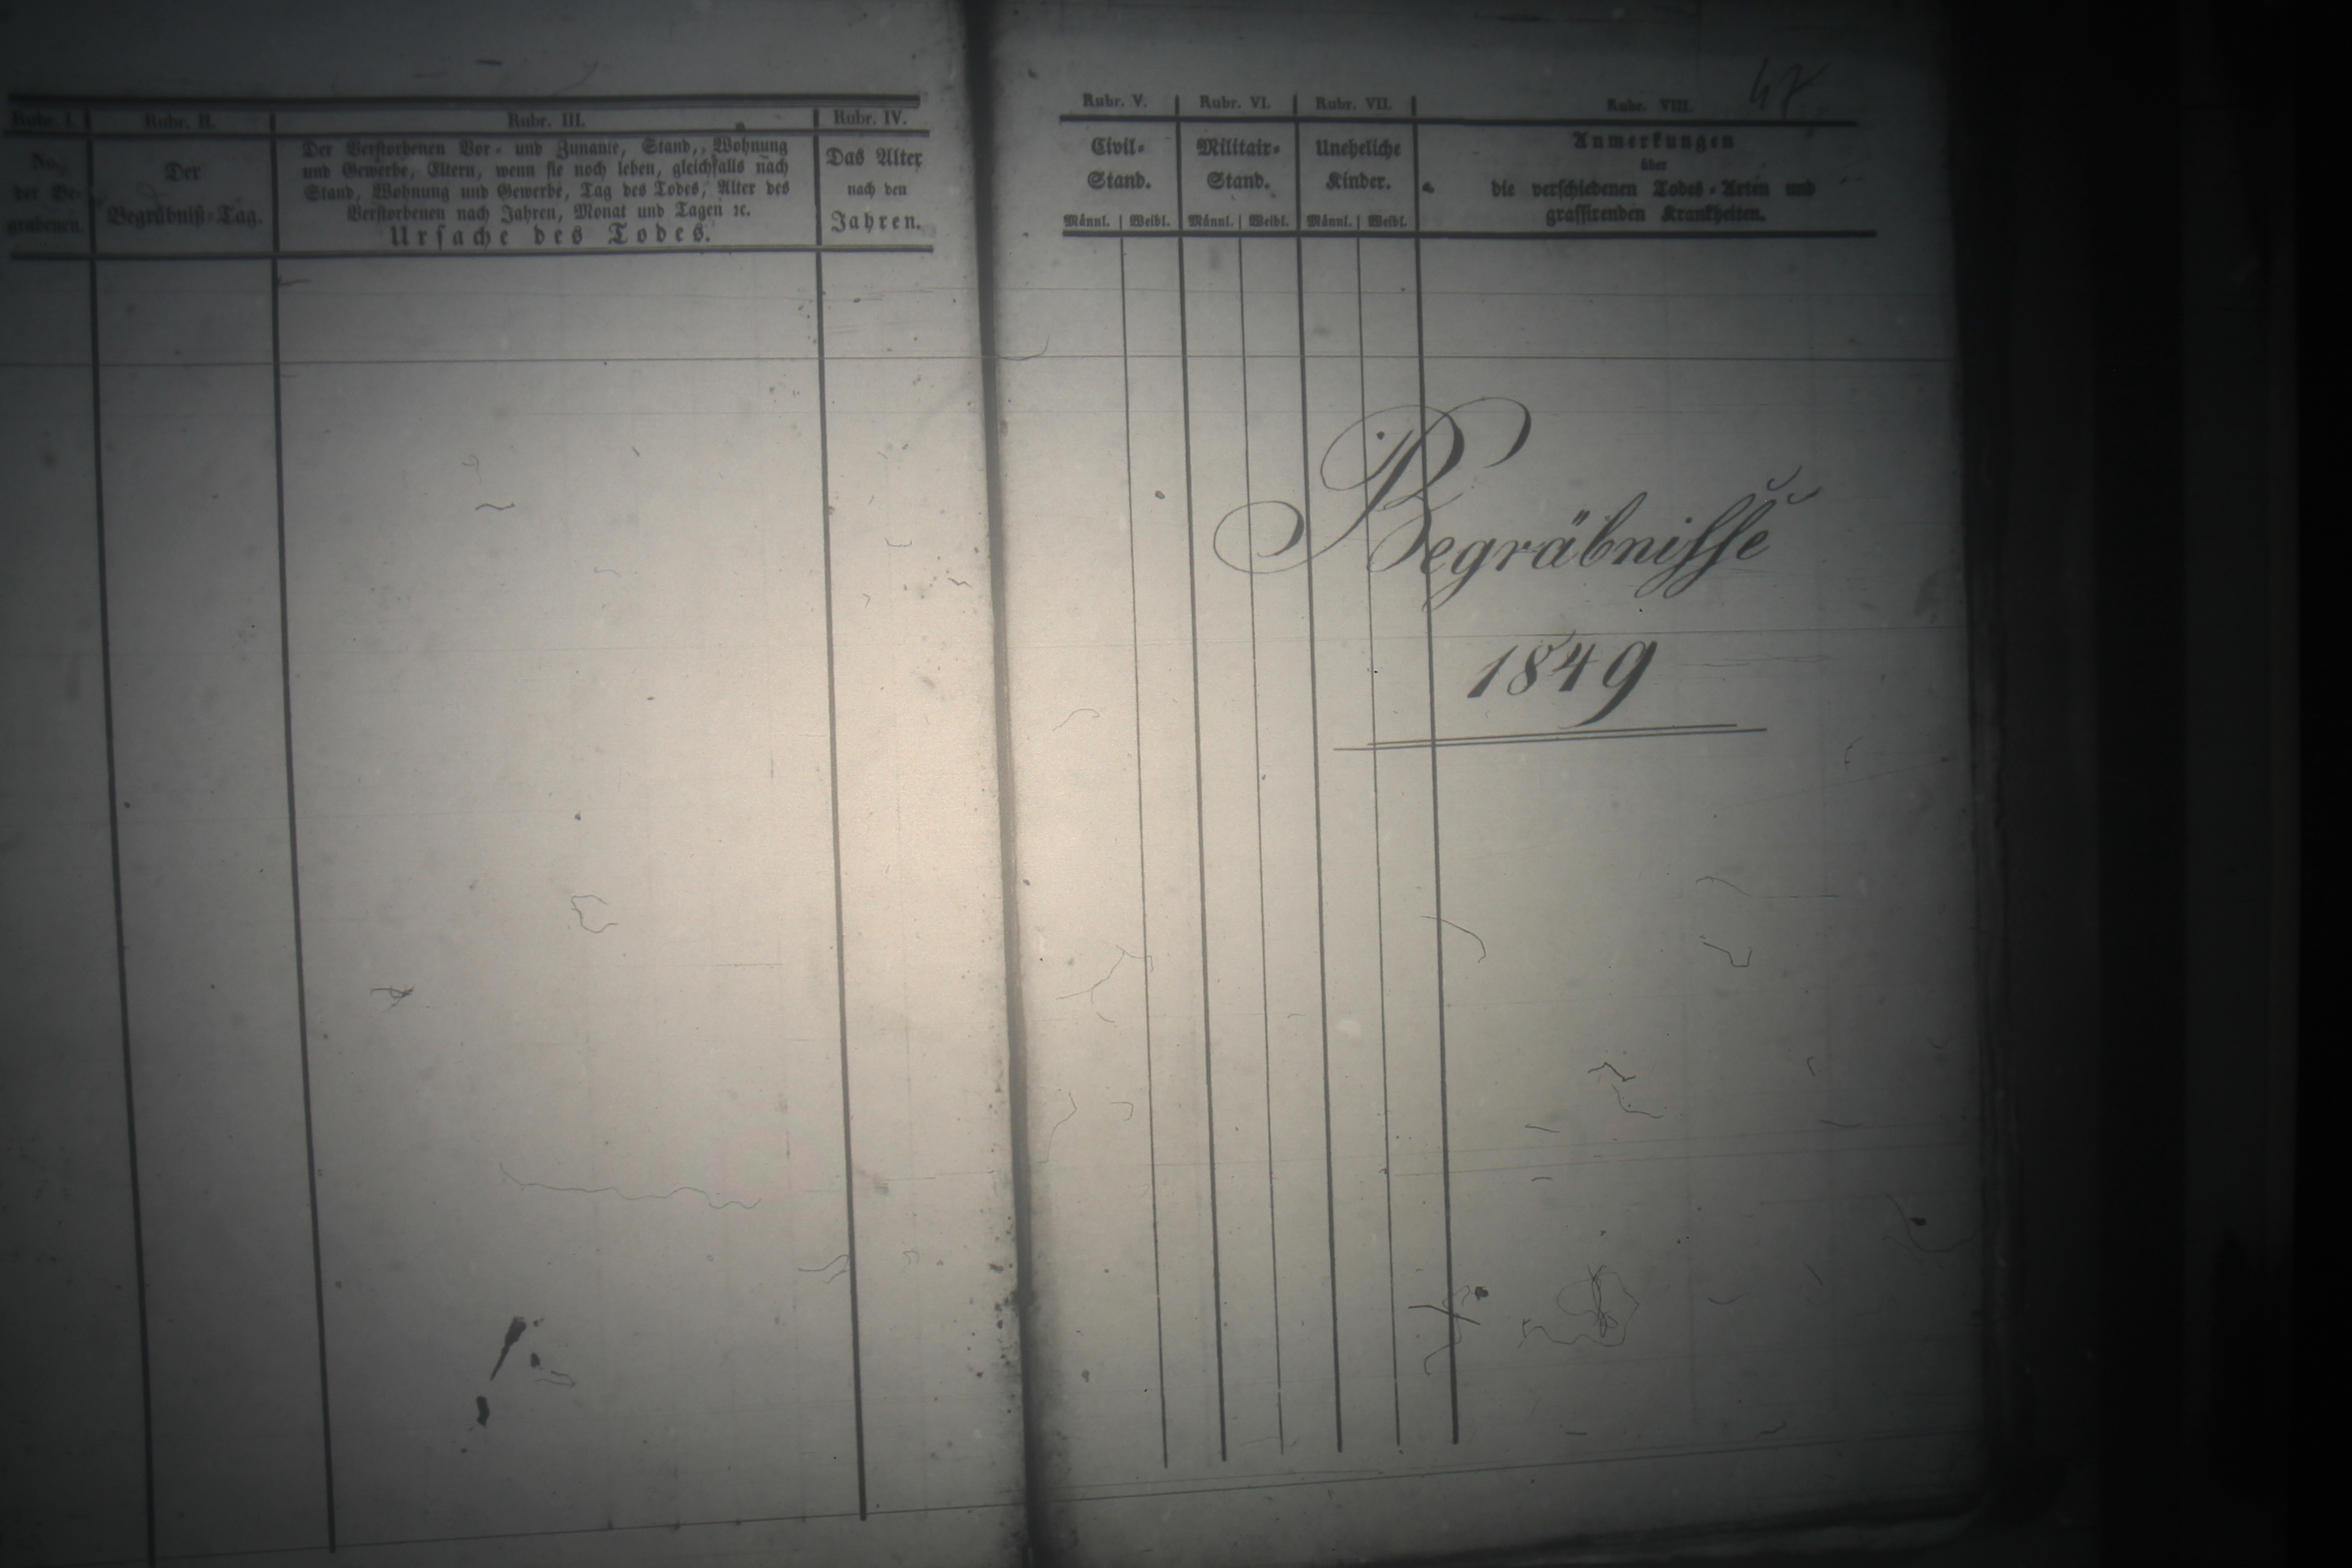 Rubr. I.
No.
der Be-
grabenen.
Rubr. II.
Der
Begräbniß-Tag.
Rubr. III.
Der Verstorbenen Vor- und Zuname, Stand, Wohnung
und Gewerbe, Eltern, wenn sie noch leben, gleichfalls nach
Stand, Wohnung und Gewerbe, Tag des Todes, Alter des
Verstorbenen nach Jahren, Monat und Tagen ꝛc.
Ursache des Todes.
Rubr. IV.
Das Alter
nach den
Jahren.
47
Rubr. V.
Civil-
Stand.
Männl. Weibl.
Rubr. VI.
Militair-
Stand.
Männl. Weibl.
Rubr. VII.
Uneheliche
Kinder.
Männl. Weibl.
Rubr. VIII.
Anmerkungen
über
die verschiedenen Todes-Arten und
grassirenden Krankheiten.
Begräbnisse
1849